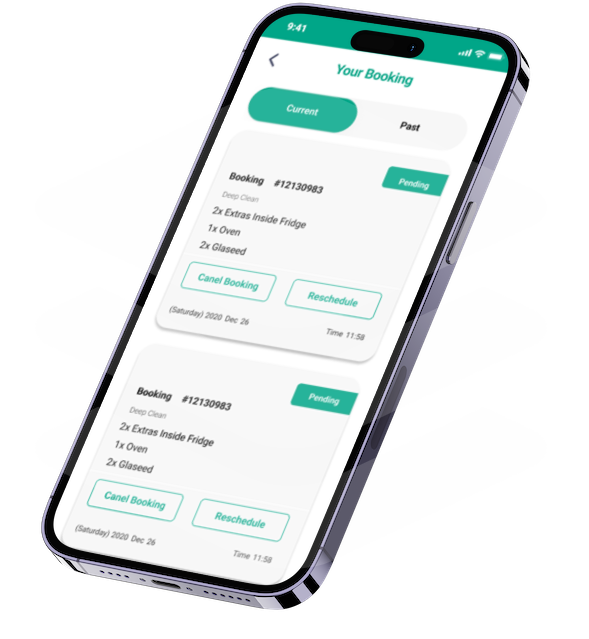 9:41
Your Booking
Current Past
Pending
Booking #12130983
Deep Clean
2x Extras Inside Fridge
1x Oven
2x Glaseed
Canel Booking Reschedule
(Saturday) 2020 Dec 26 Time 11:58
Pending
Booking #12130983
Deep Clean
2x Extras Inside Fridge
1x Oven
2x Glaseed
Canel Booking Reschedule
(Saturday) 2020 Dec 26 Time 11:58